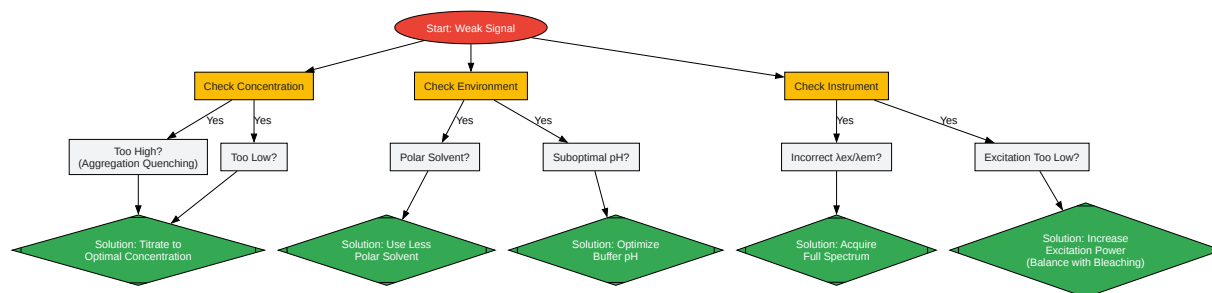 Start: Weak Signal
Check Concentration
Check Environment
Check Instrument
Yes
Yes
Yes
Yes
Yes
Yes
Too High?
(Aggregation Quenching)
Too Low?
Polar Solvent?
Suboptimal pH?
Incorrect λex/λem?
Excitation Too Low?
Solution: Titrate to
Optimal Concentration
Solution: Use Less
Polar Solvent
Solution: Optimize
Buffer pH
Solution: Acquire
Full Spectrum
Solution: Increase
Excitation Power
(Balance with Bleaching)